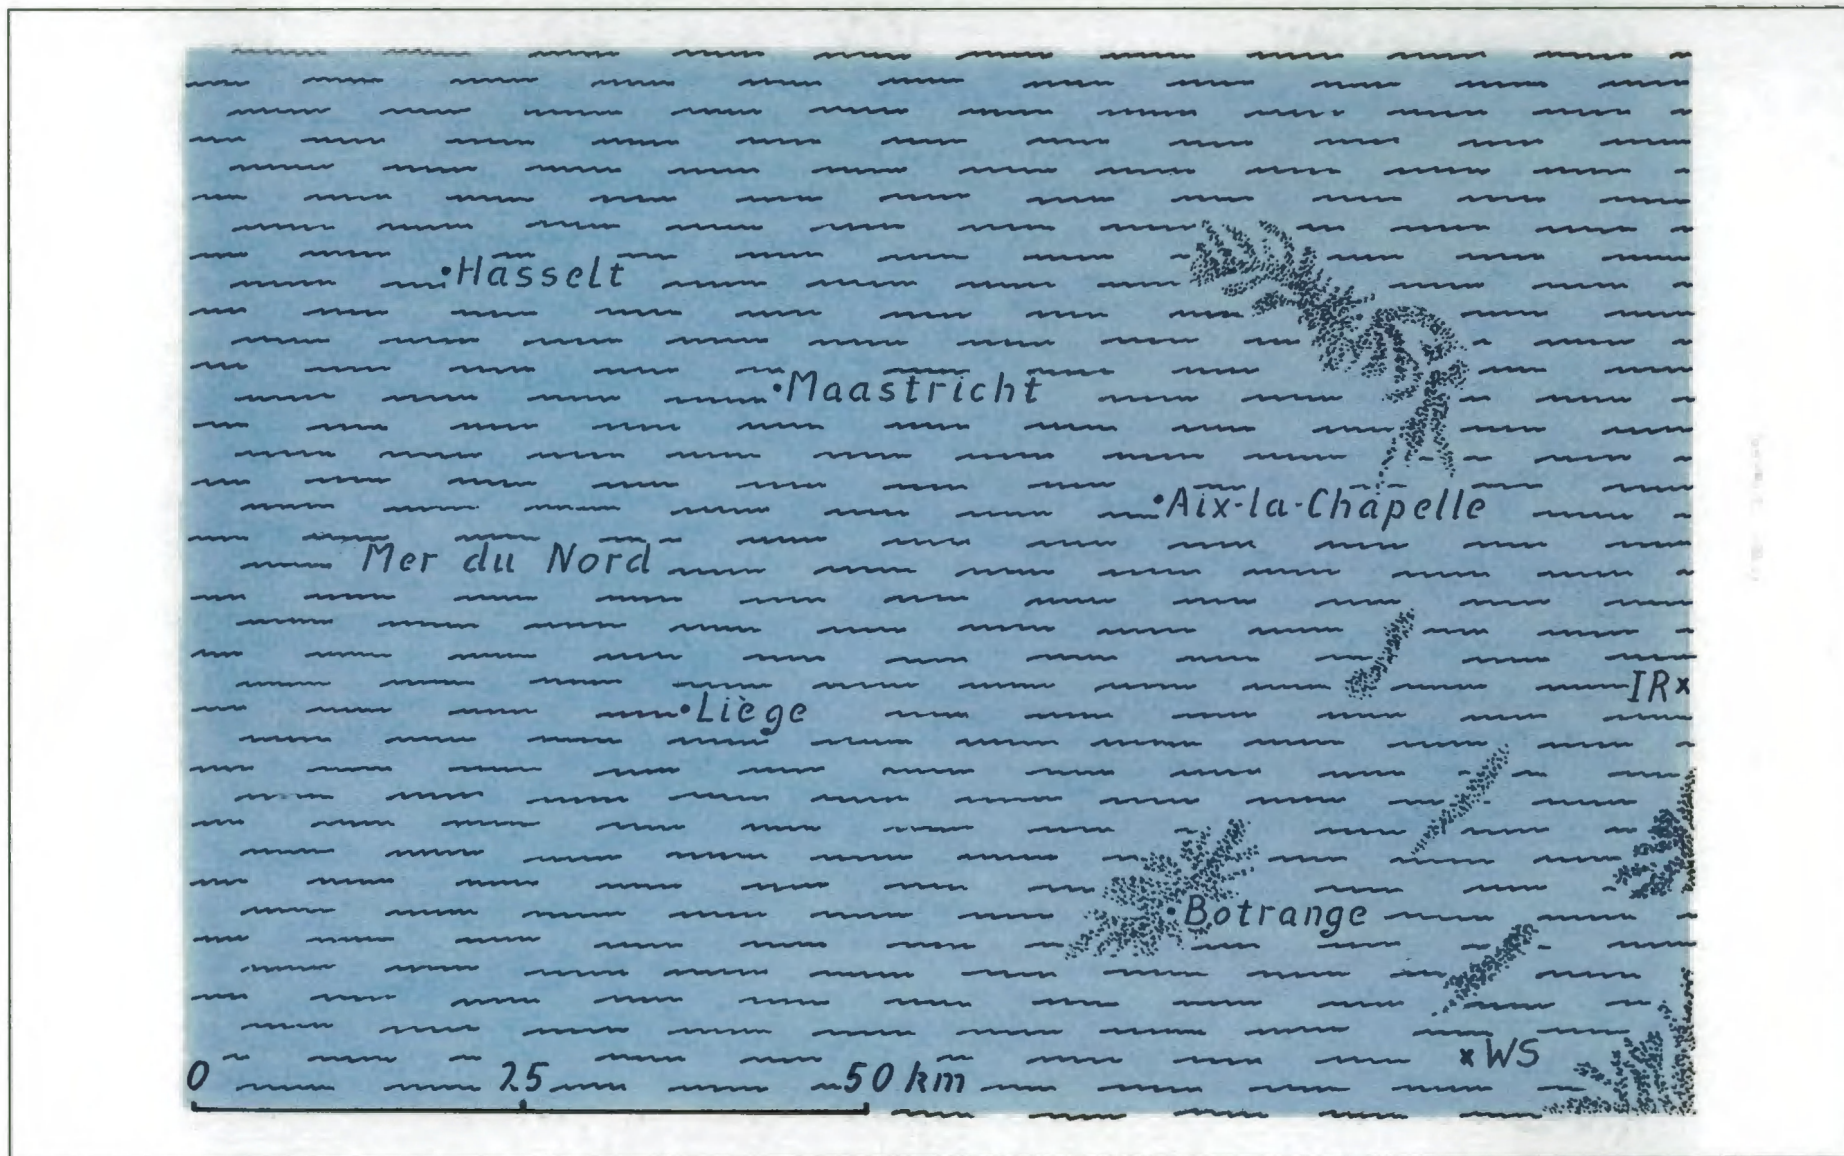 Hasselt
Maastricht
Aix-la-Chapelle
Mer du Nord
IR
Liège
Botrange
WS
0 25 50 km